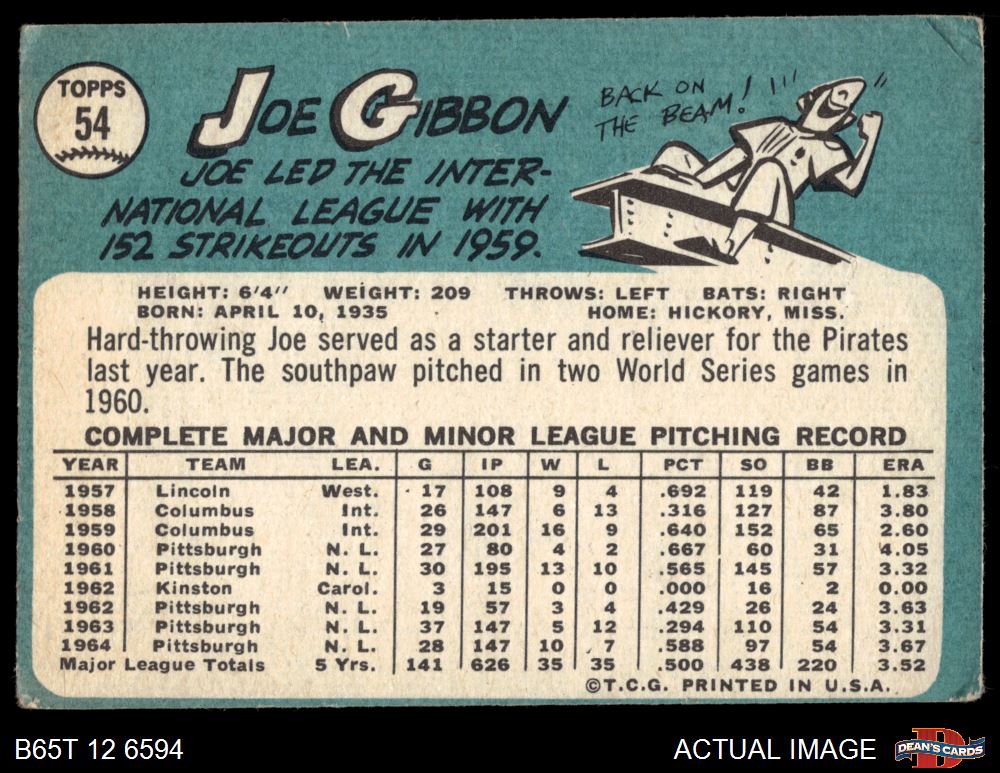 TOPPS
54
JOE GIBBON
JOE LED THE INTER-
NATIONAL LEAGUE WITH
152 STRIKEOUTS IN 1959.
BACK ON
THE BEAM!
HEIGHT: 6'4" WEIGHT: 209 THROWS: LEFT BATS: RIGHT
BORN: APRIL 10, 1935 HOME: HICKORY, MISS.
Hard-throwing Joe served as a starter and reliever for the Pirates
last year. The southpaw pitched in two World Series games in
1960.
COMPLETE MAJOR AND MINOR LEAGUE PITCHING RECORD
YEAR TEAM LEA. G IP W L PCT SO BB ERA
1957 Lincoln West. 17 108 9 4 .692 119 42 1.83
1958 Columbus Int. 26 147 6 13 .316 127 87 3.80
1959 Columbus Int. 29 201 16 9 .640 152 65 2.60
1960 Pittsburgh N. L. 27 80 4 2 .667 60 31 4.05
1961 Pittsburgh N. L. 30 195 13 10 .565 145 57 3.32
1962 Kinston Carol. 3 15 0 0 .000 16 2 0.00
1962 Pittsburgh N. L. 19 57 3 4 .429 26 24 3.63
1963 Pittsburgh N. L. 37 147 5 12 .294 110 54 3.31
1964 Pittsburgh N. L. 28 147 10 7 .588 97 54 3.67
Major League Totals 5 Yrs. 141 626 35 35 .500 438 220 3.52
©T.C.G. PRINTED IN U.S.A.
B65T 12 6594
ACTUAL IMAGE
D
DEAN'S CARDS